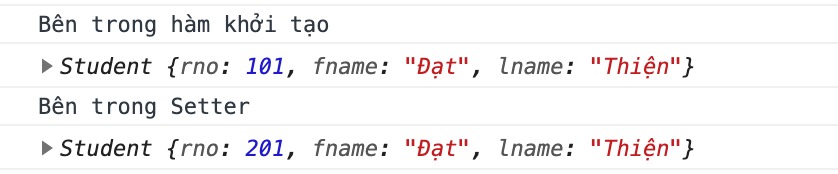 Bên trong hàm khởi tạo
Student {rno: 101, fname: "Đạt", lname: "Thiện"}
Bên trong Setter
Student {rno: 201, fname: "Đạt", lname: "Thiện"}